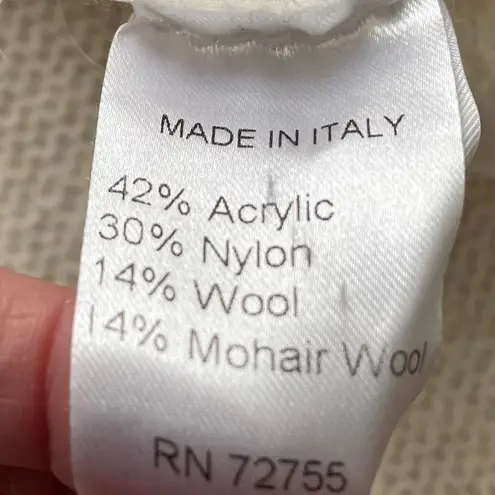 MADE IN ITALY
42% Acrylic
30% Nylon
14% Wool
14% Mohair Wool
RN 72755